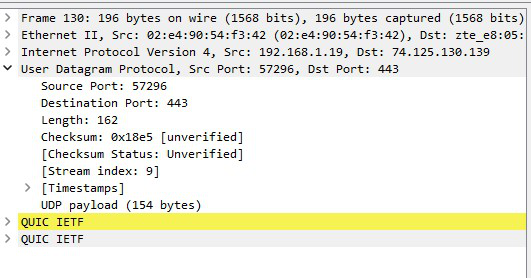 Frame 130: 196 bytes on wire (1568 bits), 196 bytes captured (1568 bits)
Ethernet II, Src: 02:e4:90:54:f3:42 (02:e4:90:54:f3:42), Dst: zte_e8:05:
Internet Protocol Version 4, Src: 192.168.1.19, Dst: 74.125.130.139
User Datagram Protocol, Src Port: 57296, Dst Port: 443
Source Port: 57296
Destination Port: 443
Length: 162
Checksum: 0x18e5 [unverified]
[Checksum Status: Unverified]
[Stream index: 9]
[Timestamps]
UDP payload (154 bytes)
QUIC IETF
QUIC IETF